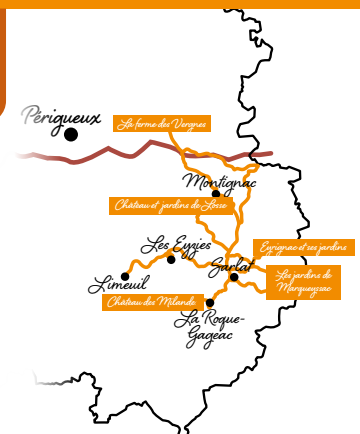 Périgueux
La ferme des Vergnes
Montignac
Château et jardins de Losse
Les Eyzies
Eyrignac et ses jardins
Sarlat
Les jardins de
Marqueyssac
Limeuil
Château des Milande
La Roque-
Gageac